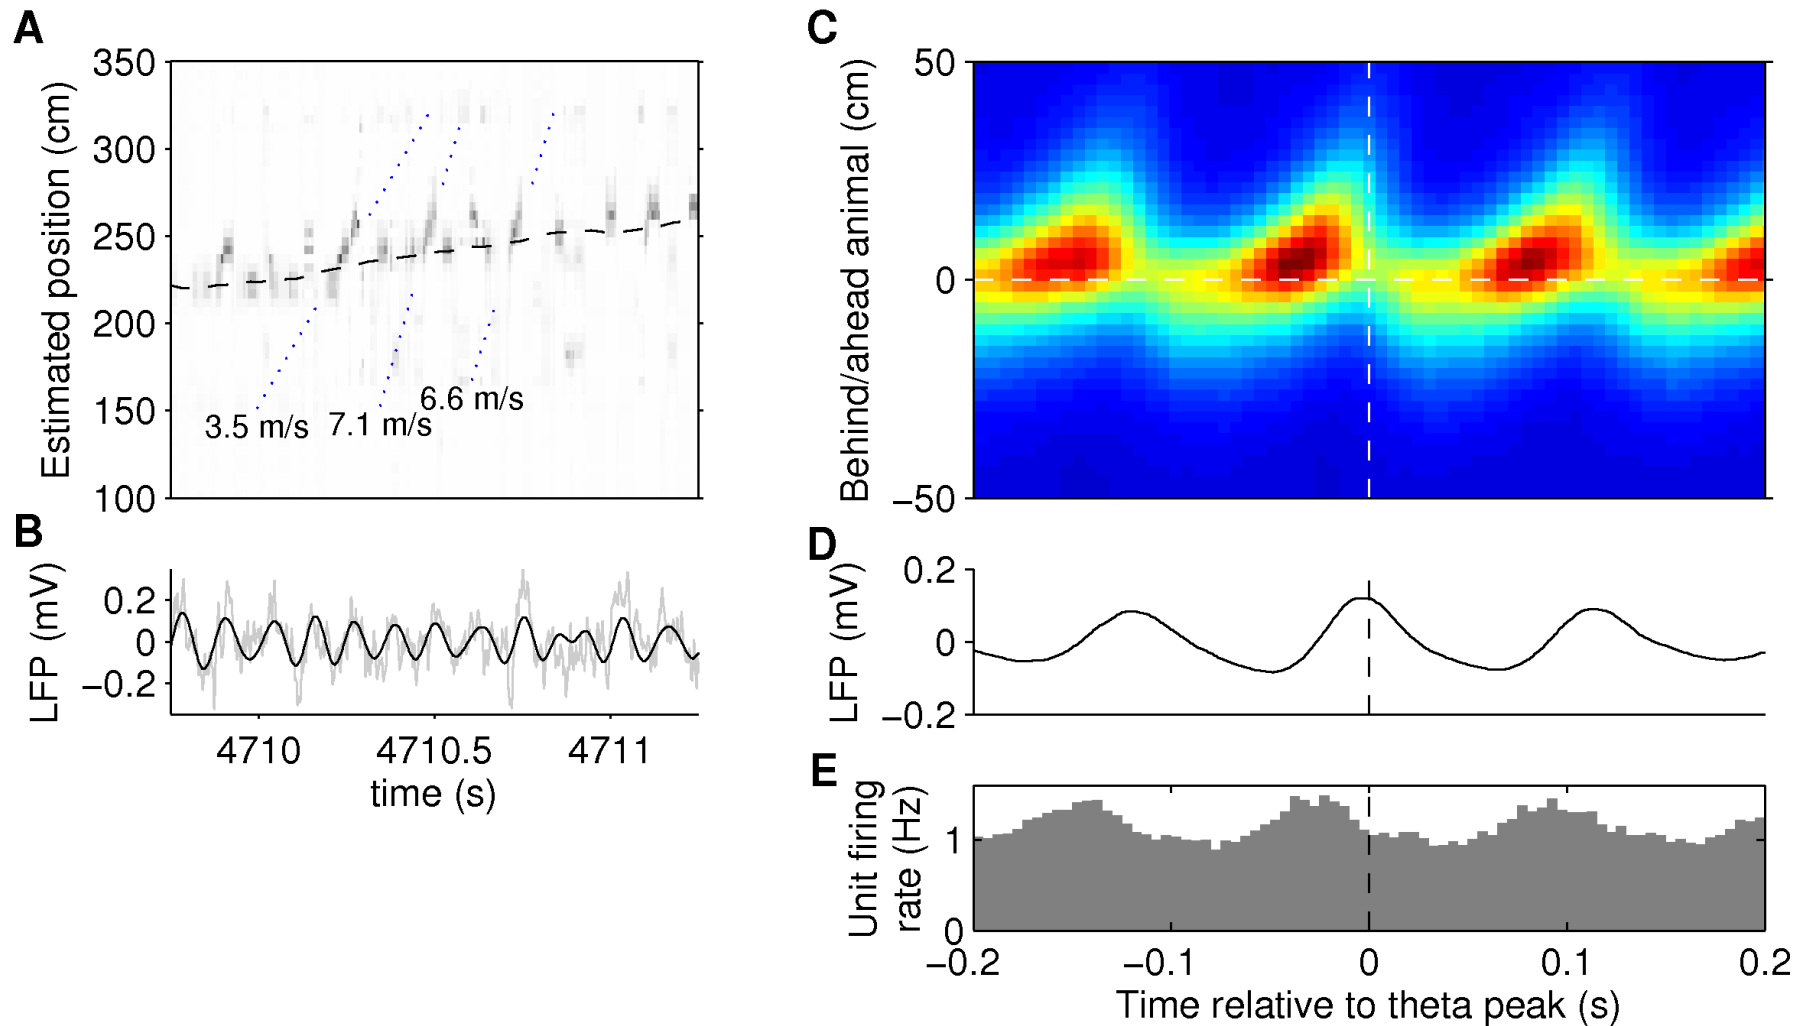 A
350
300
250
200
150
100
Estimated position (cm)
3.5 m/s
7.1 m/s
6.6 m/s
B
0.2
0
−0.2
LFP (mV)
4710
4710.5
4711
time (s)
C
50
0
−50
Behind/ahead animal (cm)
D
0.2
0
−0.2
LFP (mV)
E
1
0
Unit firing
rate (Hz)
−0.2
−0.1
0
0.1
0.2
Time relative to theta peak (s)